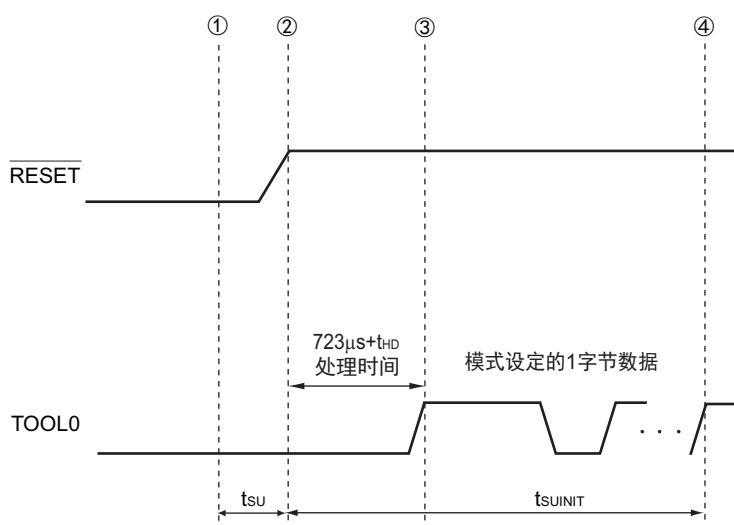 ① ② ③ ④
RESET
723μs+tHD
处理时间
模式设定的1字节数据
TOOL0
· · ·
tSU tSUINIT